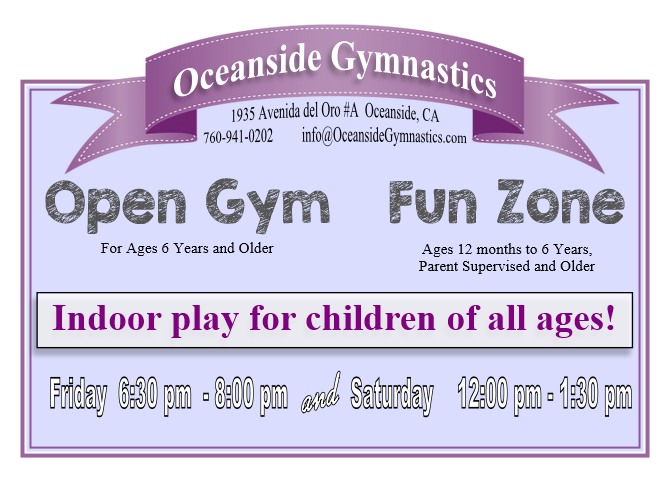 Oceanside Gymnastics
1935 Avenida del Oro #A Oceanside, CA
760-941-0202 info@OceansideGymnastics.com
Open Gym
For Ages 6 Years and Older
Fun Zone
Ages 12 months to 6 Years,
Parent Supervised and Older
Indoor play for children of all ages!
Friday 6:30 pm - 8:00 pm and Saturday 12:00 pm - 1:30 pm